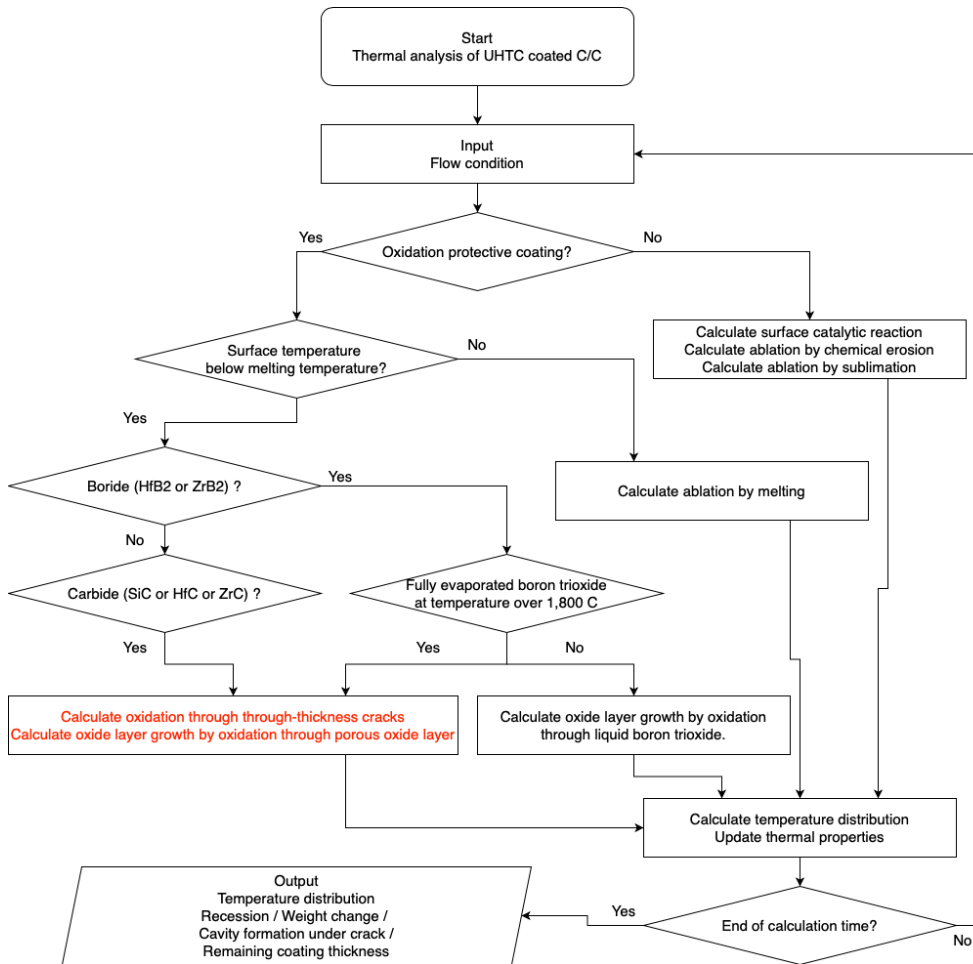 Start
Thermal analysis of UHTC coated C/C
Input
Flow condition
Yes
Oxidation protective coating?
No
Surface temperature
below melting temperature?
No
Calculate surface catalytic reaction
Calculate ablation by chemical erosion
Calculate ablation by sublimation
Yes
Boride (HfB2 or ZrB2) ?
Yes
Calculate ablation by melting
No
Carbide (SiC or HfC or ZrC) ?
Fully evaporated boron trioxide
at temperature over 1,800 C
Yes
Yes
No
Calculate oxidation through through-thickness cracks
Calculate oxide layer growth by oxidation through porous oxide layer
Calculate oxide layer growth by oxidation
through liquid boron trioxide.
Calculate temperature distribution
Update thermal properties
Output
Temperature distribution
Recession / Weight change /
Cavity formation under crack /
Remaining coating thickness
Yes
End of calculation time?
No